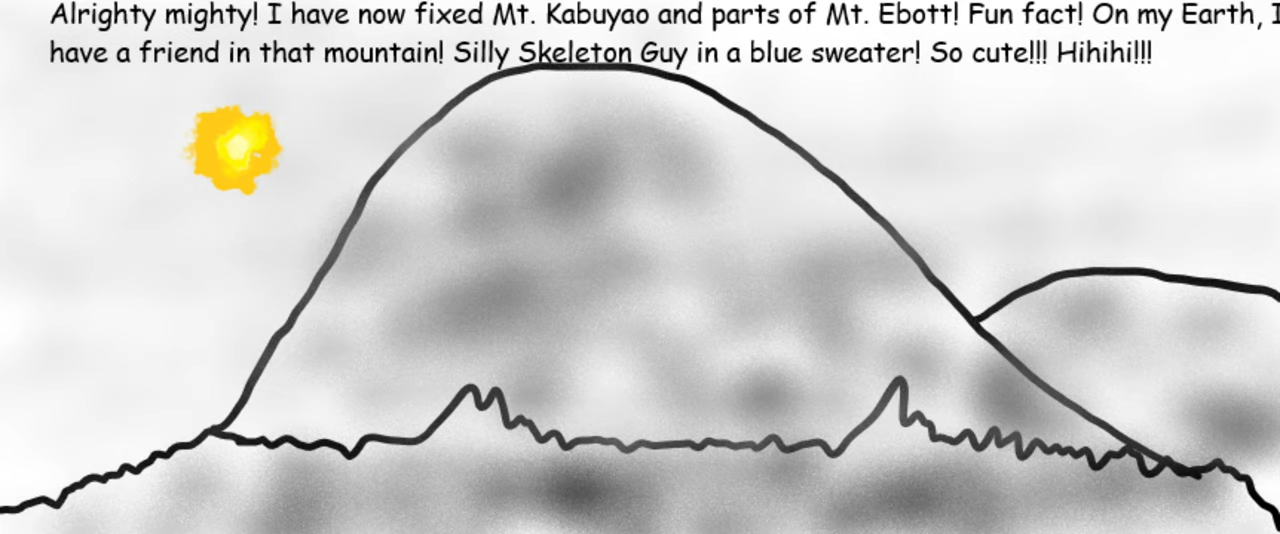 Alrighty mighty! I have now fixed Mt. Kabuyao and parts of Mt. Ebott! Fun fact! On my Earth, I
have a friend in that mountain! Silly Skeleton Guy in a blue sweater! So cute!!! Hihihi!!!